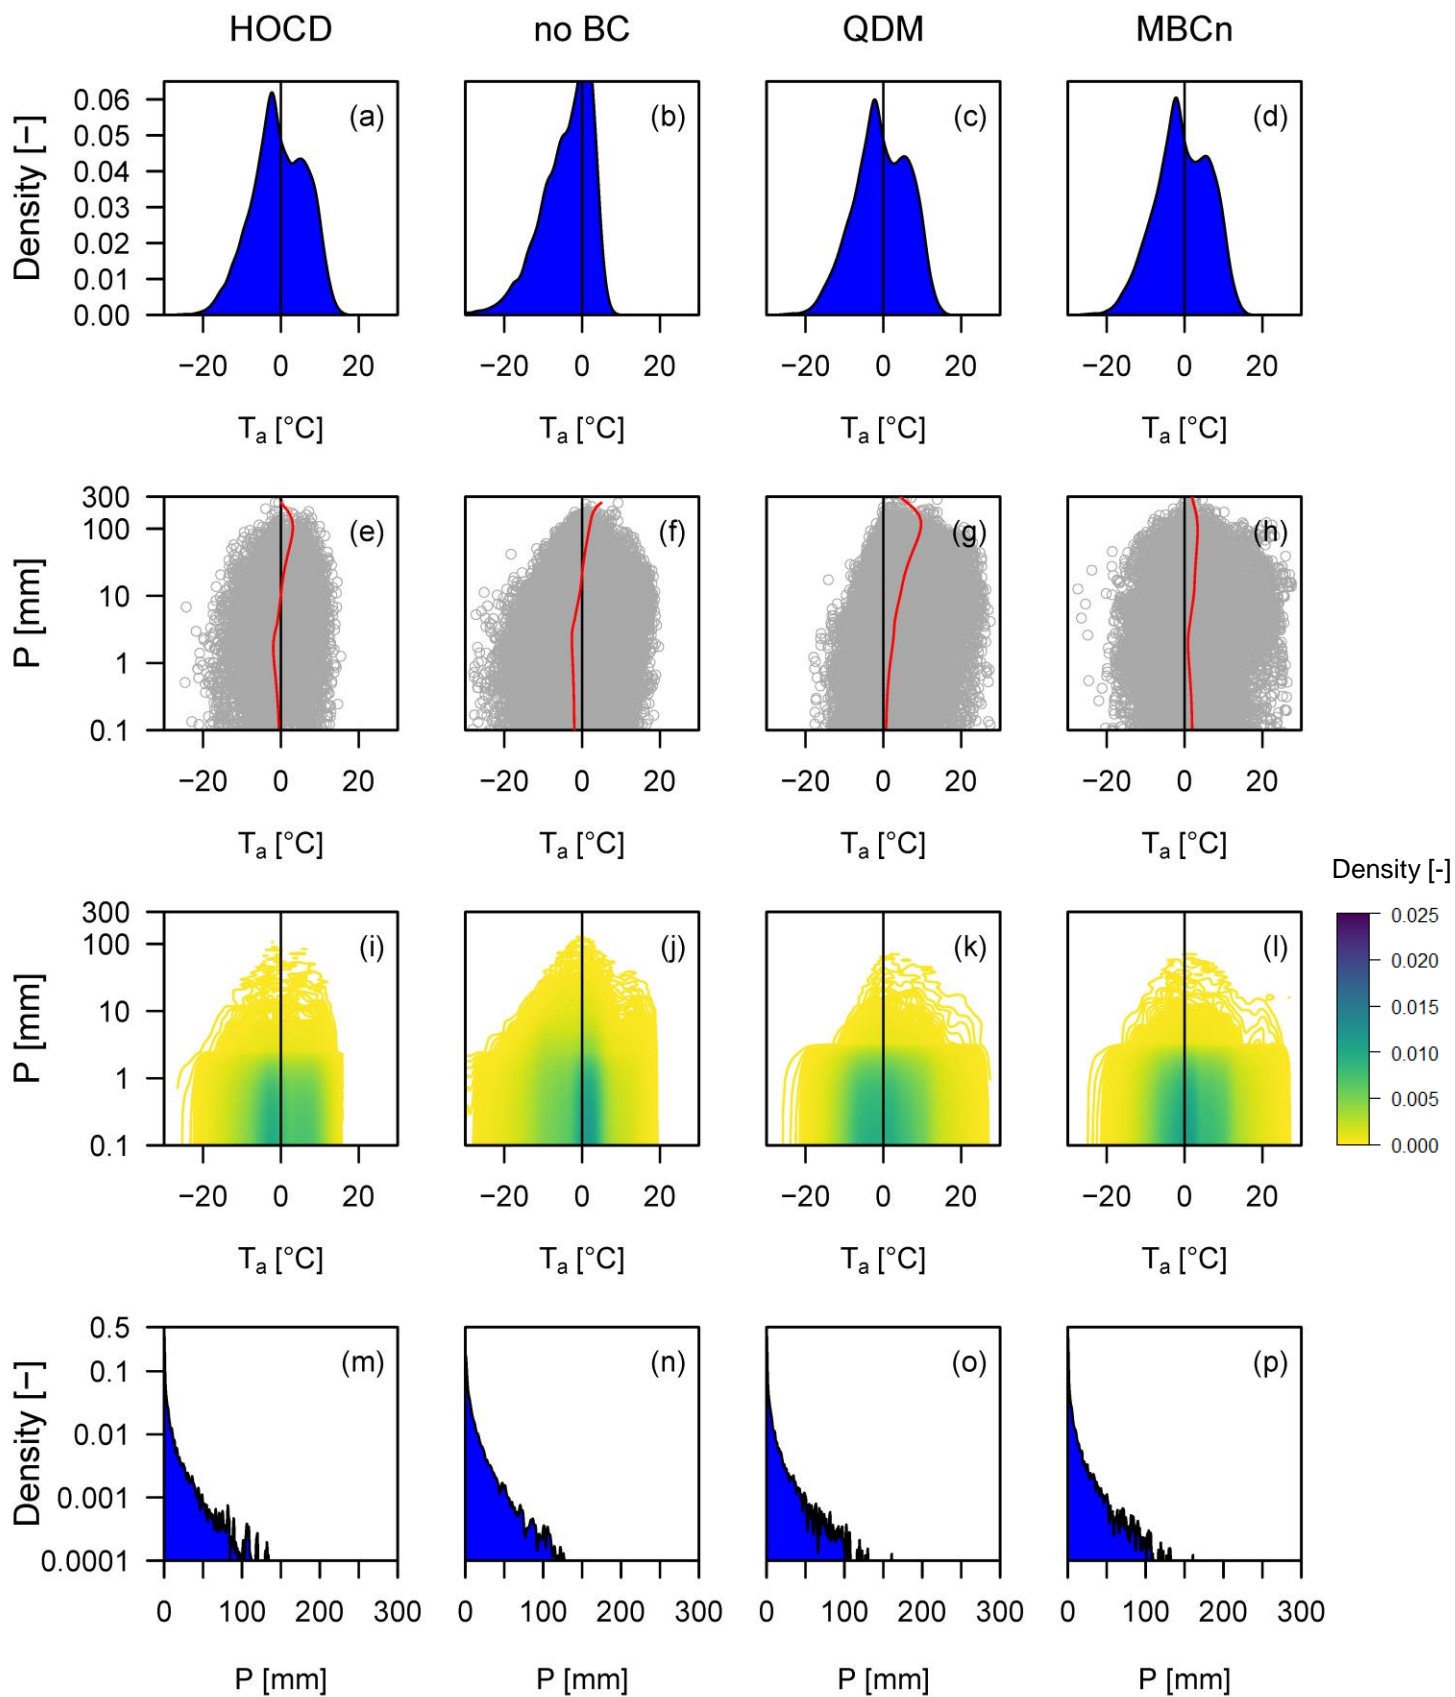 HOCD no BC QDM MBCn
Density [−]
0.06
0.05
0.04
0.03
0.02
0.01
0.00
(a) (b) (c) (d)
−20 0 20 −20 0 20 −20 0 20 −20 0 20
Ta [°C] Ta [°C] Ta [°C] Ta [°C]
P [mm]
300
100
10
1
0.1
(e) (f) (g) (h)
−20 0 20 −20 0 20 −20 0 20 −20 0 20
Ta [°C] Ta [°C] Ta [°C] Ta [°C]
P [mm]
300
100
10
1
0.1
(i) (j) (k) (l)
−20 0 20 −20 0 20 −20 0 20 −20 0 20
Ta [°C] Ta [°C] Ta [°C] Ta [°C]
Density [-]
0.025
0.020
0.015
0.010
0.005
0.000
Density [−]
0.5
0.1
0.01
0.001
0.0001
(m) (n) (o) (p)
0 100 200 300 0 100 200 300 0 100 200 300 0 100 200 300
P [mm] P [mm] P [mm] P [mm]